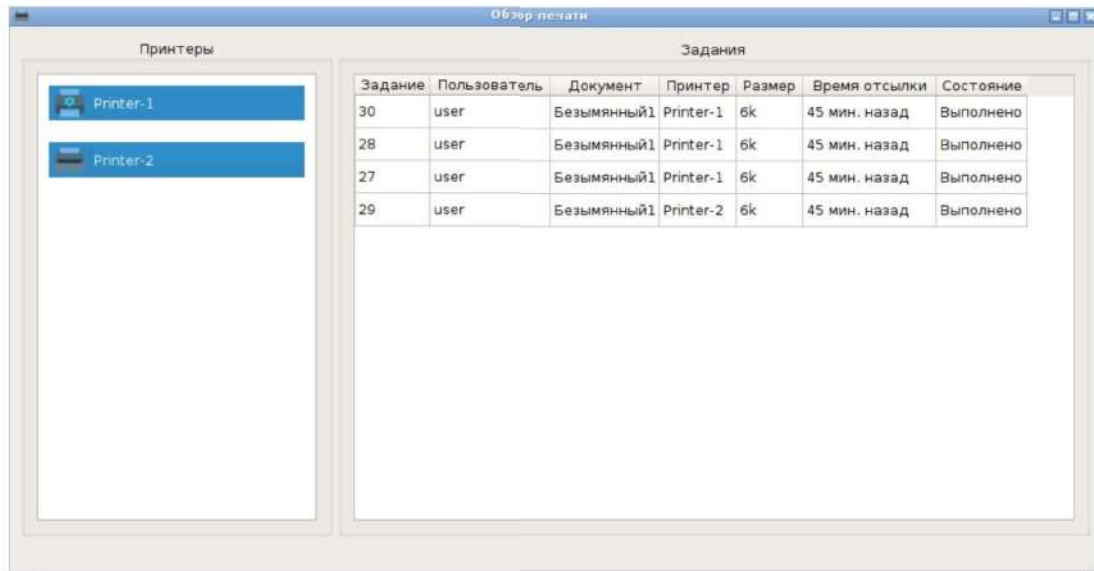 Обзор печати
Принтеры
Printer-1
Printer-2
Задания
Задание Пользователь Документ Принтер Размер Время отсылки Состояние
30 user Безымянный1 Printer-1 6k 45 мин. назад Выполнено
28 user Безымянный1 Printer-1 6k 45 мин. назад Выполнено
27 user Безымянный1 Printer-1 6k 45 мин. назад Выполнено
29 user Безымянный1 Printer-2 6k 45 мин. назад Выполнено